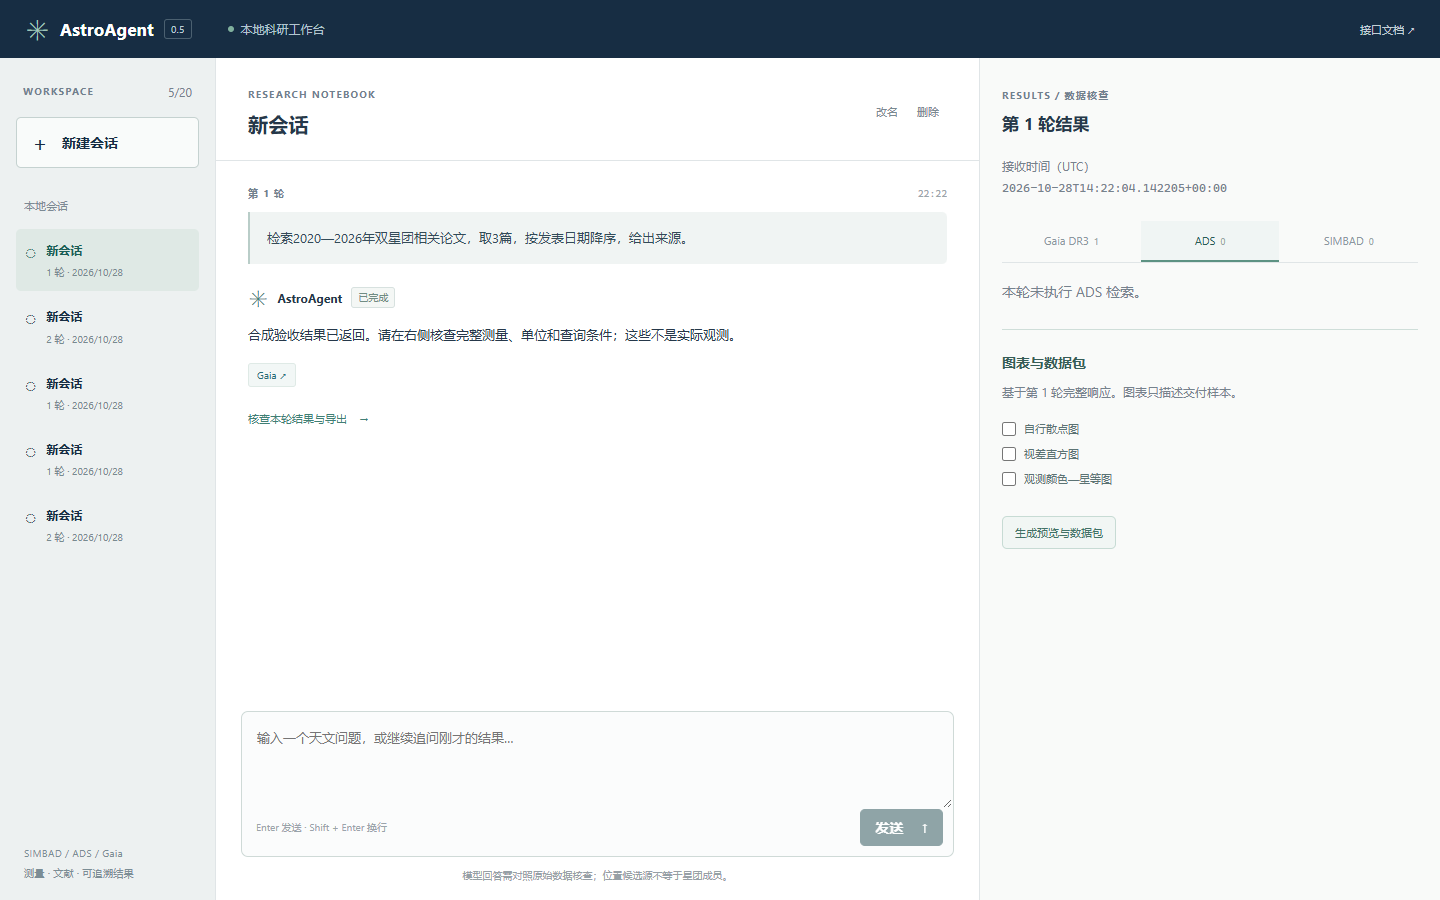 AstroAgent 0.5
本地科研工作台
接口文档 ↗
WORKSPACE 5/20
+ 新建会话
本地会话
新会话
1 轮 · 2026/10/28
新会话
2 轮 · 2026/10/28
新会话
1 轮 · 2026/10/28
新会话
1 轮 · 2026/10/28
新会话
2 轮 · 2026/10/28
SIMBAD / ADS / Gaia
测量 · 文献 · 可追溯结果
RESEARCH NOTEBOOK
新会话
改名 删除
第 1 轮 22:22
检索2020—2026年双星团相关论文，取3篇，按发表日期降序，给出来源。
AstroAgent 已完成
合成验收结果已返回。请在右侧核查完整测量、单位和查询条件；这些不是实际观测。
Gaia ↗
核查本轮结果与导出 →
输入一个天文问题，或继续追问刚才的结果...
Enter 发送 · Shift + Enter 换行
发送 ↑
模型回答需对照原始数据核查；位置候选源不等于星团成员。
RESULTS / 数据核查
第 1 轮结果
接收时间（UTC）
2026-10-28T14:22:04.142205+00:00
Gaia DR3 1 ADS 0 SIMBAD 0
本轮未执行 ADS 检索。
图表与数据包
基于第 1 轮完整响应。图表只描述交付样本。
自行散点图
视差直方图
观测颜色—星等图
生成预览与数据包